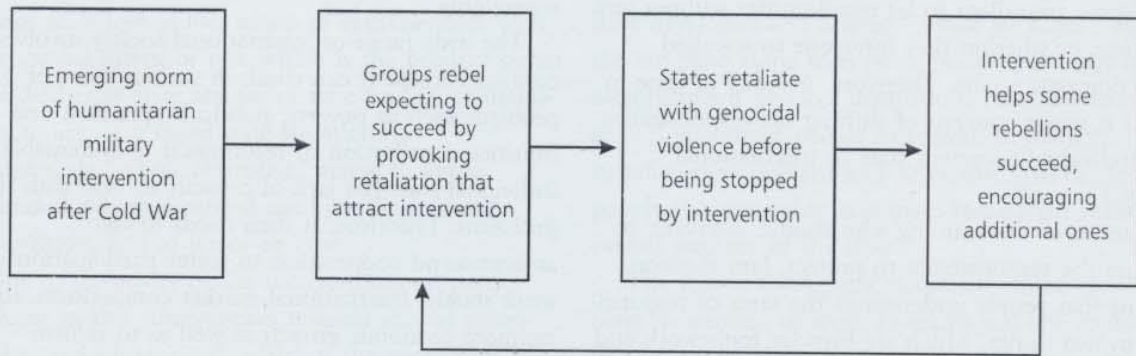 Emerging norm
of humanitarian
military
intervention
after Cold War
Groups rebel
expecting to
succeed by
provoking
retaliation that
attract intervention
States retaliate
with genocidal
violence before
being stopped
by intervention
Intervention
helps some
rebellions
succeed,
encouraging
additional ones